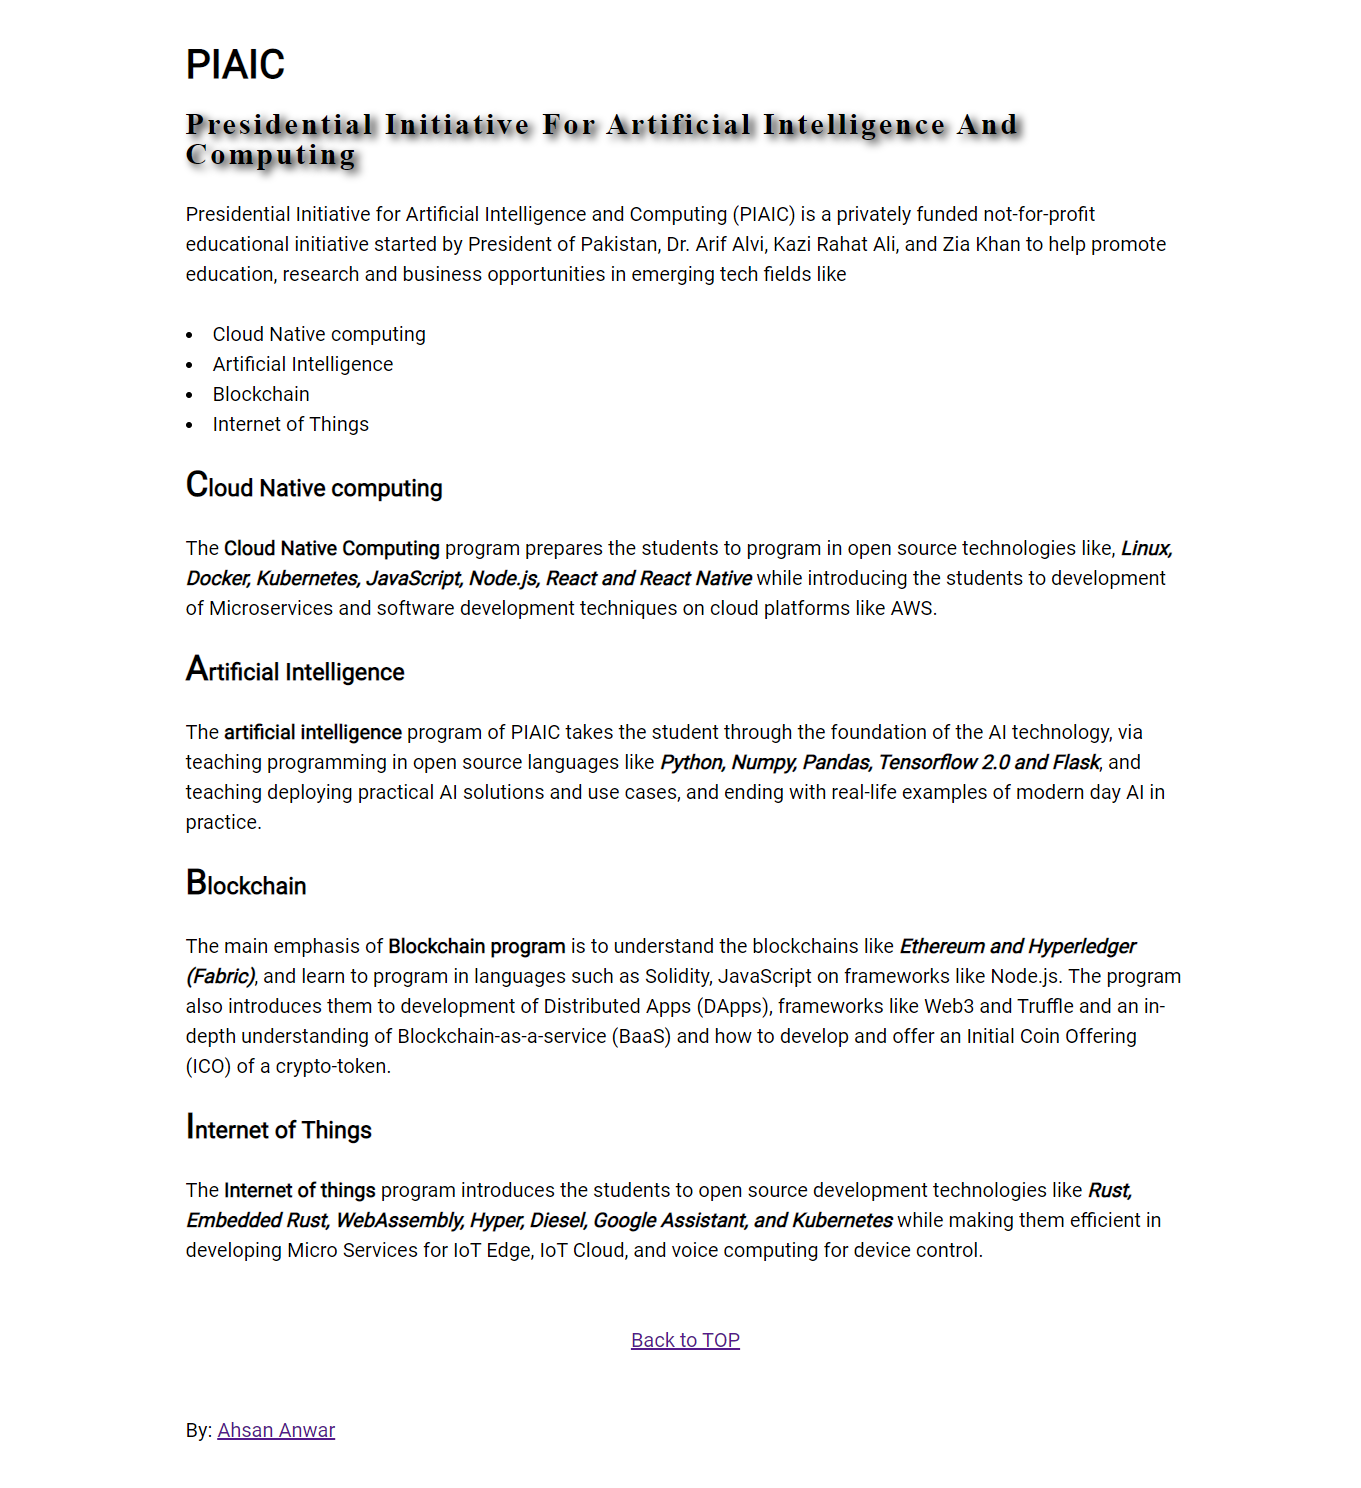 PIAIC
Presidential Initiative For Artificial Intelligence And
Computing
Presidential Initiative for Artificial Intelligence and Computing (PIAIC) is a privately funded not-for-profit
educational initiative started by President of Pakistan, Dr. Arif Alvi, Kazi Rahat Ali, and Zia Khan to help promote
education, research and business opportunities in emerging tech fields like
• Cloud Native computing
• Artificial Intelligence
• Blockchain
• Internet of Things
Cloud Native computing
The Cloud Native Computing program prepares the students to program in open source technologies like, Linux,
Docker, Kubernetes, JavaScript, Node.js, React and React Native while introducing the students to development
of Microservices and software development techniques on cloud platforms like AWS.
Artificial Intelligence
The artificial intelligence program of PIAIC takes the student through the foundation of the AI technology, via
teaching programming in open source languages like Python, Numpy, Pandas, Tensorflow 2.0 and Flask, and
teaching deploying practical AI solutions and use cases, and ending with real-life examples of modern day AI in
practice.
Blockchain
The main emphasis of Blockchain program is to understand the blockchains like Ethereum and Hyperledger
(Fabric), and learn to program in languages such as Solidity, JavaScript on frameworks like Node.js. The program
also introduces them to development of Distributed Apps (DApps), frameworks like Web3 and Truffle and an in-
depth understanding of Blockchain-as-a-service (BaaS) and how to develop and offer an Initial Coin Offering
(ICO) of a crypto-token.
Internet of Things
The Internet of things program introduces the students to open source development technologies like Rust,
Embedded Rust, WebAssembly, Hyper, Diesel, Google Assistant, and Kubernetes while making them efficient in
developing Micro Services for IoT Edge, IoT Cloud, and voice computing for device control.
Back to TOP
By: Ahsan Anwar